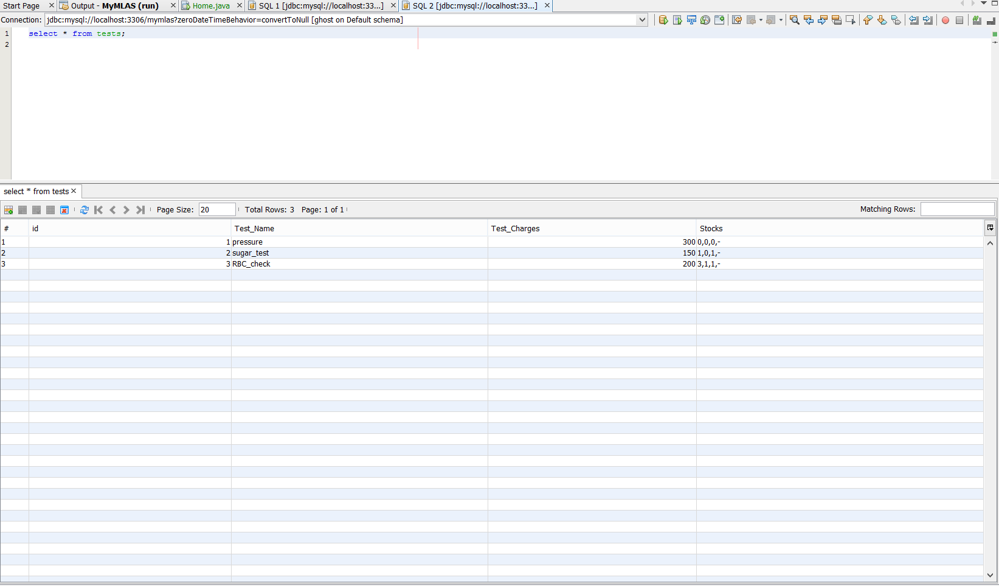 Start Page Output - MyMLAS (run) Home.java SQL 1 [jdbc:mysql://localhost:33...] SQL 2 [jdbc:mysql://localhost:33...]
Connection: jdbc:mysql://localhost:3306/mymlas?zeroDateTimeBehavior=convertToNull [ghost on Default schema]
1 select * from tests;
2
select * from tests
Page Size: 20 Total Rows: 3 Page: 1 of 1 Matching Rows:
# id Test_Name Test_Charges Stocks
1 1 pressure 300 0,0,0,-
2 2 sugar_test 150 1,0,1,-
3 3 RBC_check 200 3,1,1,-